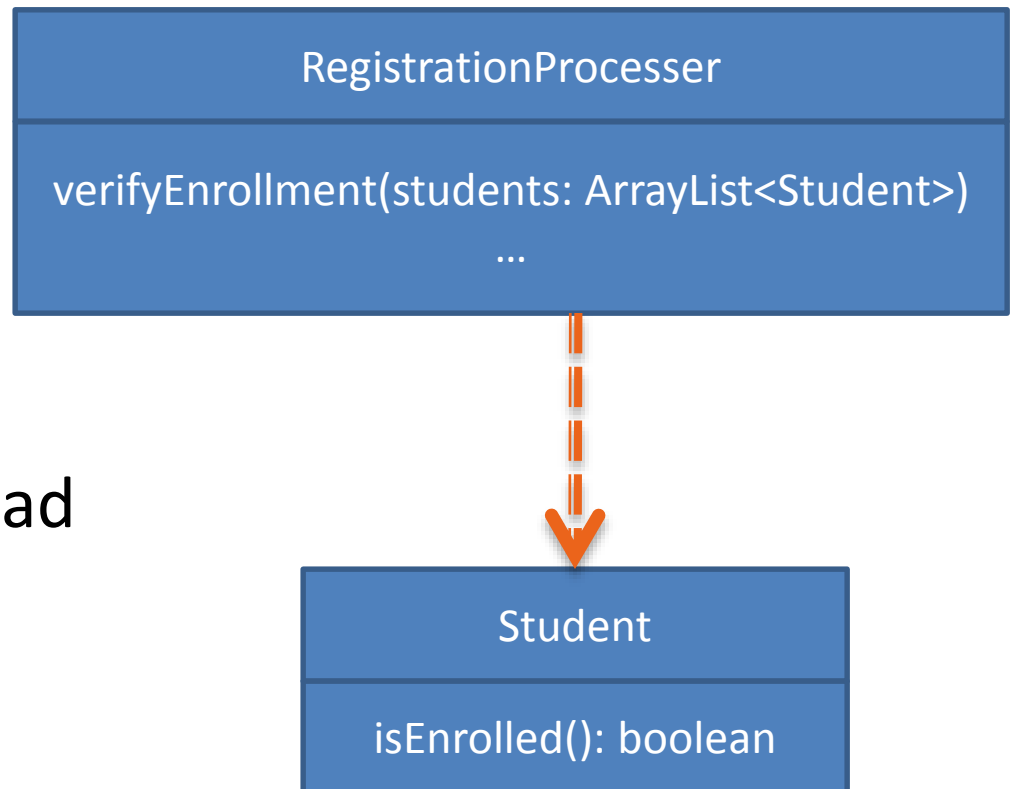 RegistrationProcesser
verifyEnrollment(students: ArrayList<Student>)
…
ad
Student
isEnrolled(): boolean